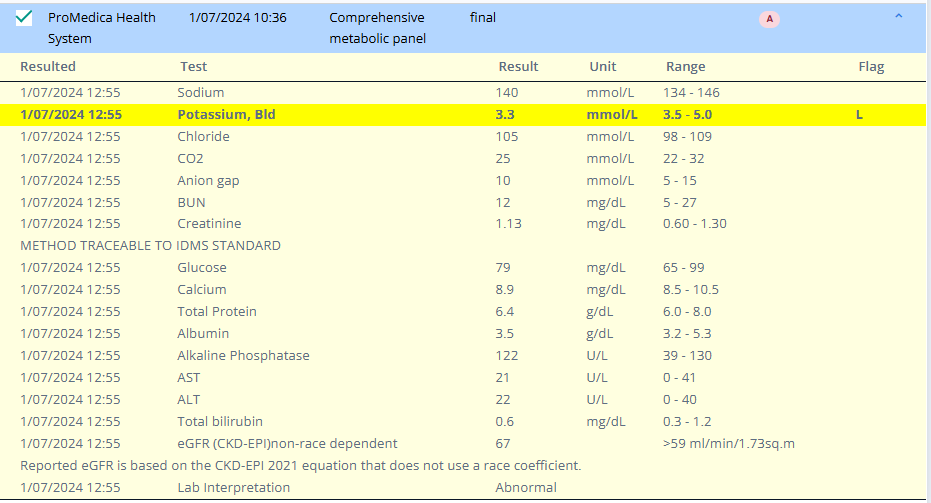 ProMedica Health System 1/07/2024 10:36 Comprehensive metabolic panel final A
Resulted Test Result Unit Range Flag
1/07/2024 12:55 Sodium 140 mmol/L 134 - 146
1/07/2024 12:55 Potassium, Bld 3.3 mmol/L 3.5 - 5.0 L
1/07/2024 12:55 Chloride 105 mmol/L 98 - 109
1/07/2024 12:55 CO2 25 mmol/L 22 - 32
1/07/2024 12:55 Anion gap 10 mmol/L 5 - 15
1/07/2024 12:55 BUN 12 mg/dL 5 - 27
1/07/2024 12:55 Creatinine 1.13 mg/dL 0.60 - 1.30
METHOD TRACEABLE TO IDMS STANDARD
1/07/2024 12:55 Glucose 79 mg/dL 65 - 99
1/07/2024 12:55 Calcium 8.9 mg/dL 8.5 - 10.5
1/07/2024 12:55 Total Protein 6.4 g/dL 6.0 - 8.0
1/07/2024 12:55 Albumin 3.5 g/dL 3.2 - 5.3
1/07/2024 12:55 Alkaline Phosphatase 122 U/L 39 - 130
1/07/2024 12:55 AST 21 U/L 0 - 41
1/07/2024 12:55 ALT 22 U/L 0 - 40
1/07/2024 12:55 Total bilirubin 0.6 mg/dL 0.3 - 1.2
1/07/2024 12:55 eGFR (CKD-EPI)non-race dependent 67 >59 ml/min/1.73sq.m
Reported eGFR is based on the CKD-EPI 2021 equation that does not use a race coefficient.
1/07/2024 12:55 Lab Interpretation Abnormal